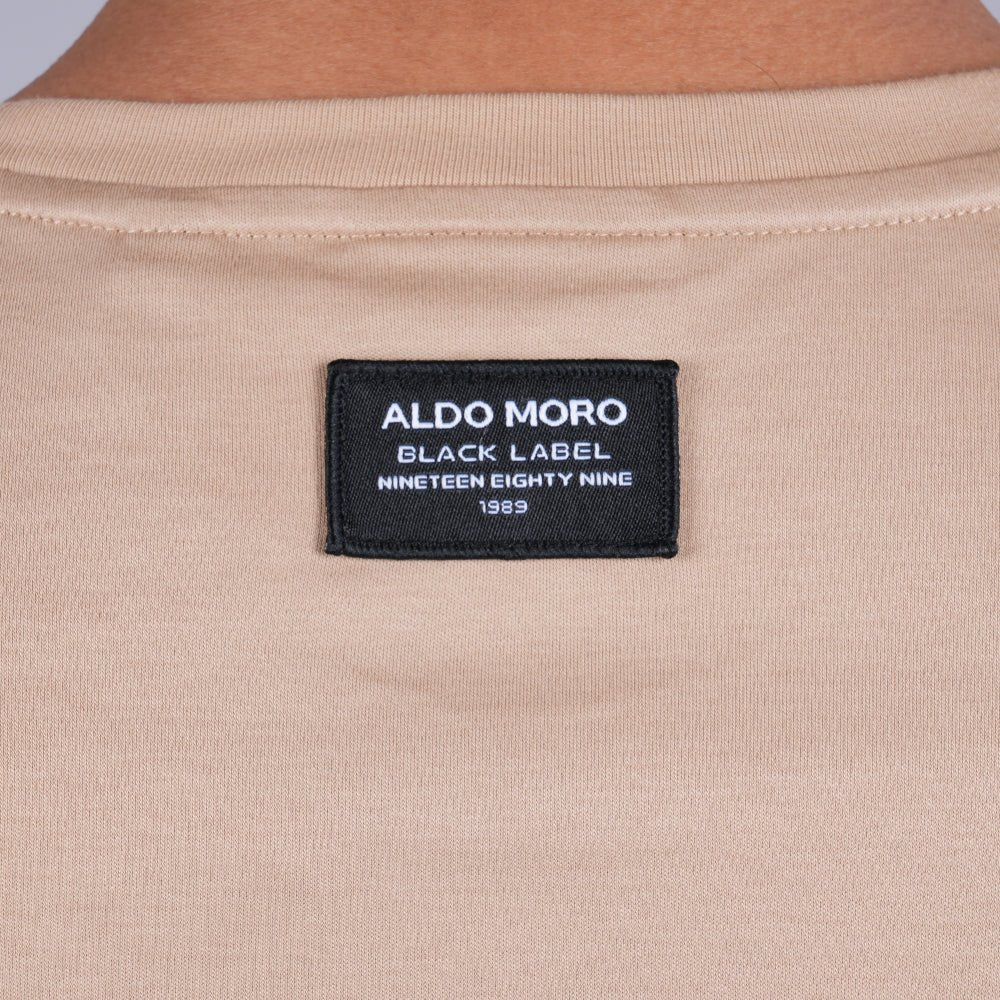 ALDO MORO
BLACK LABEL
NINETEEN EIGHTY NINE
1989